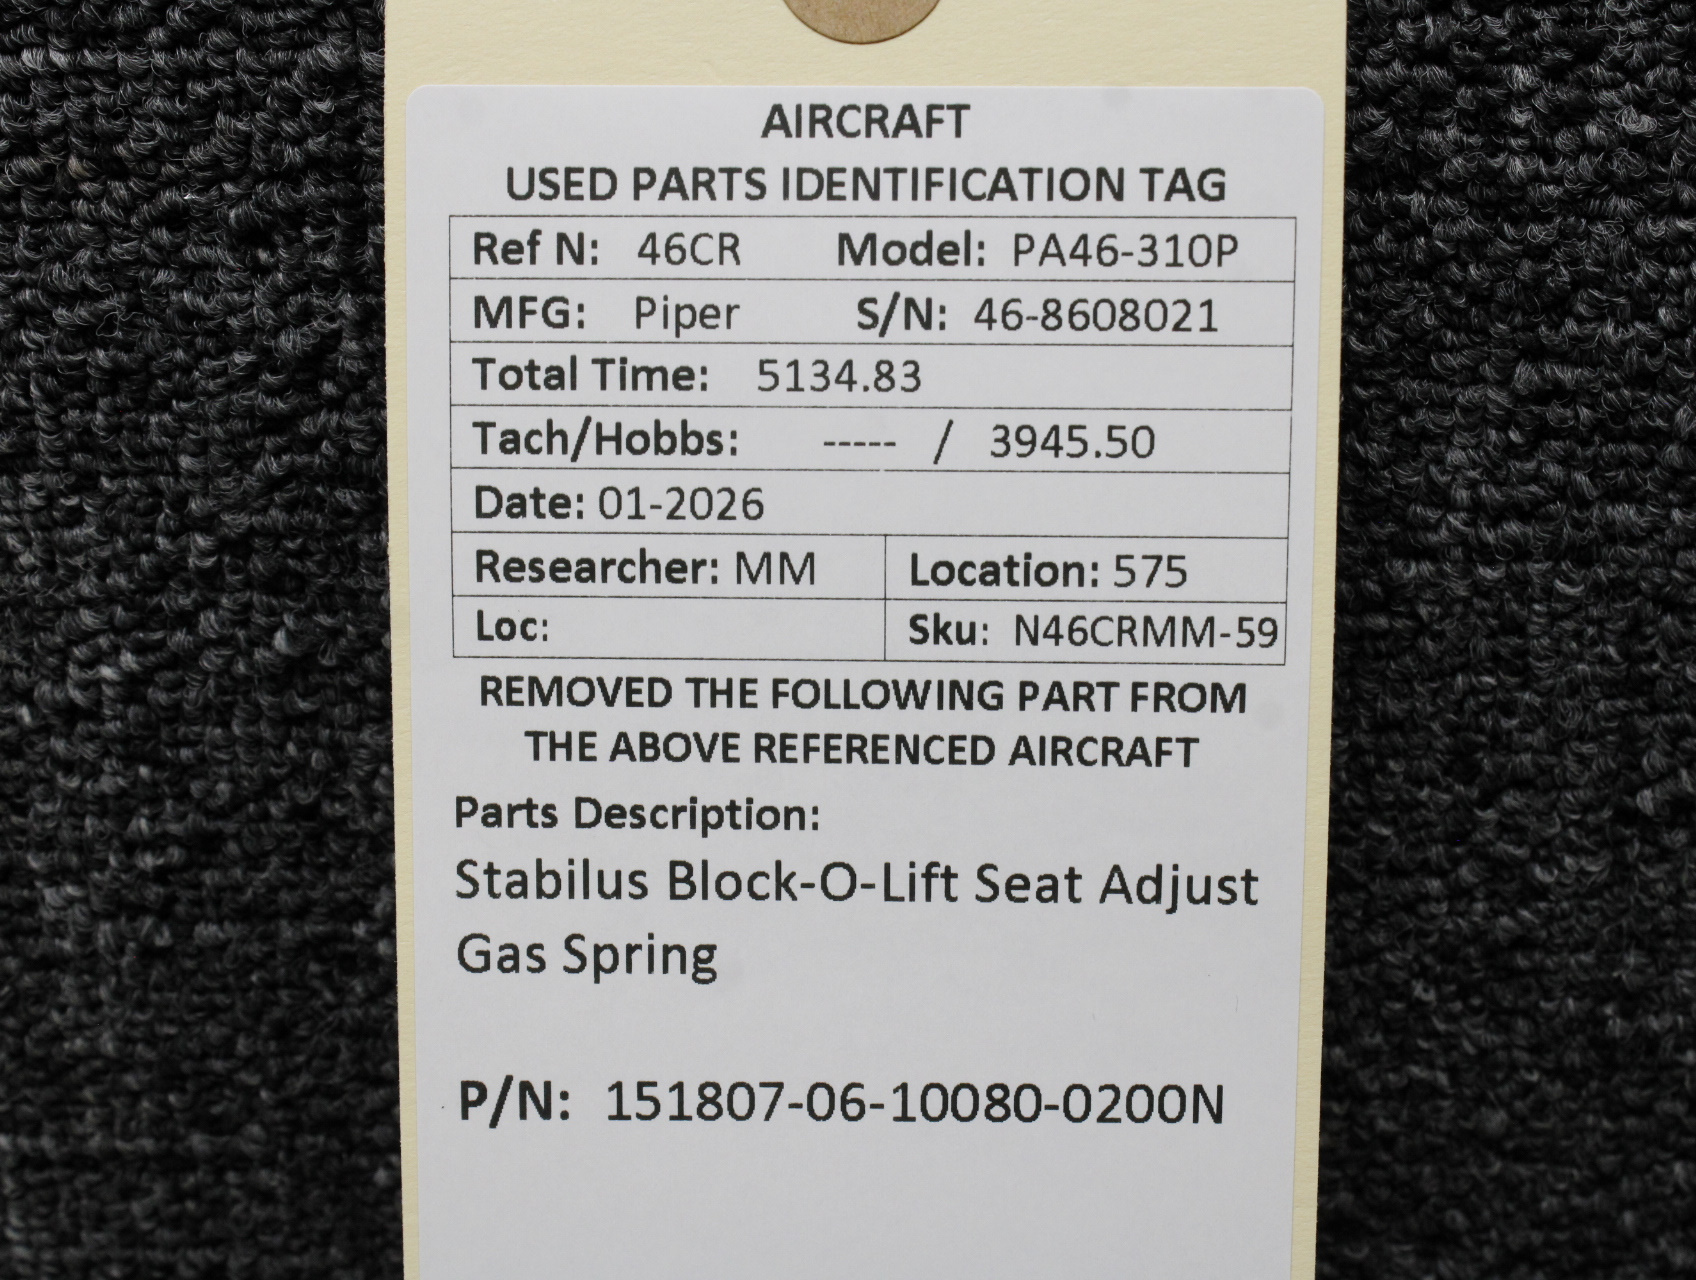 AIRCRAFT
USED PARTS IDENTIFICATION TAG
Ref N: 46CR Model: PA46-310P
MFG: Piper S/N: 46-8608021
Total Time: 5134.83
Tach/Hobbs: ----- / 3945.50
Date: 01-2026
Researcher: MM Location: 575
Loc: Sku: N46CRMM-59
REMOVED THE FOLLOWING PART FROM
THE ABOVE REFERENCED AIRCRAFT
Parts Description:
Stabilus Block-O-Lift Seat Adjust
Gas Spring
P/N: 151807-06-10080-0200N